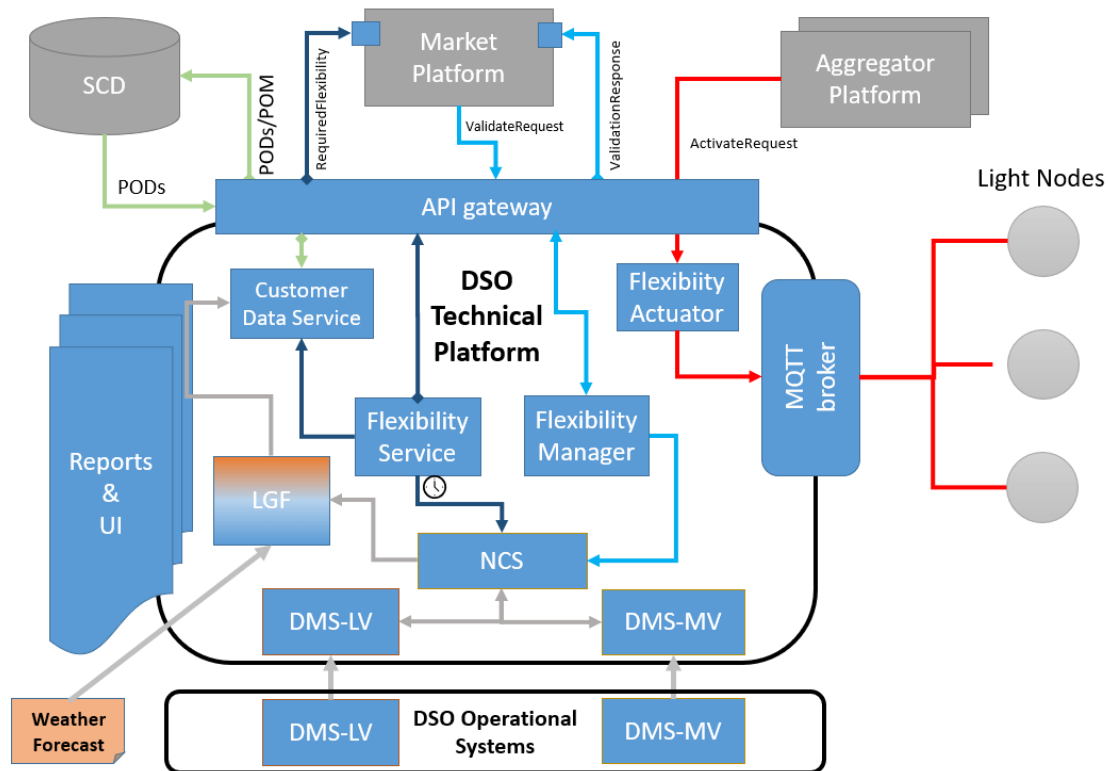 SCD
Market
Platform
Aggregator
Platform
RequiredFlexibility
PODs/POM
ValidateRequest
ValidationResponse
ActivateRequest
PODs
Light Nodes
API gateway
Customer
Data Service
DSO
Technical
Platform
Flexibiity
Actuator
MQTT
broker
Flexibility
Service
Flexibility
Manager
Reports
&
UI
LGF
NCS
DMS-LV
DMS-MV
Weather
Forecast
DMS-LV
DSO Operational
Systems
DMS-MV